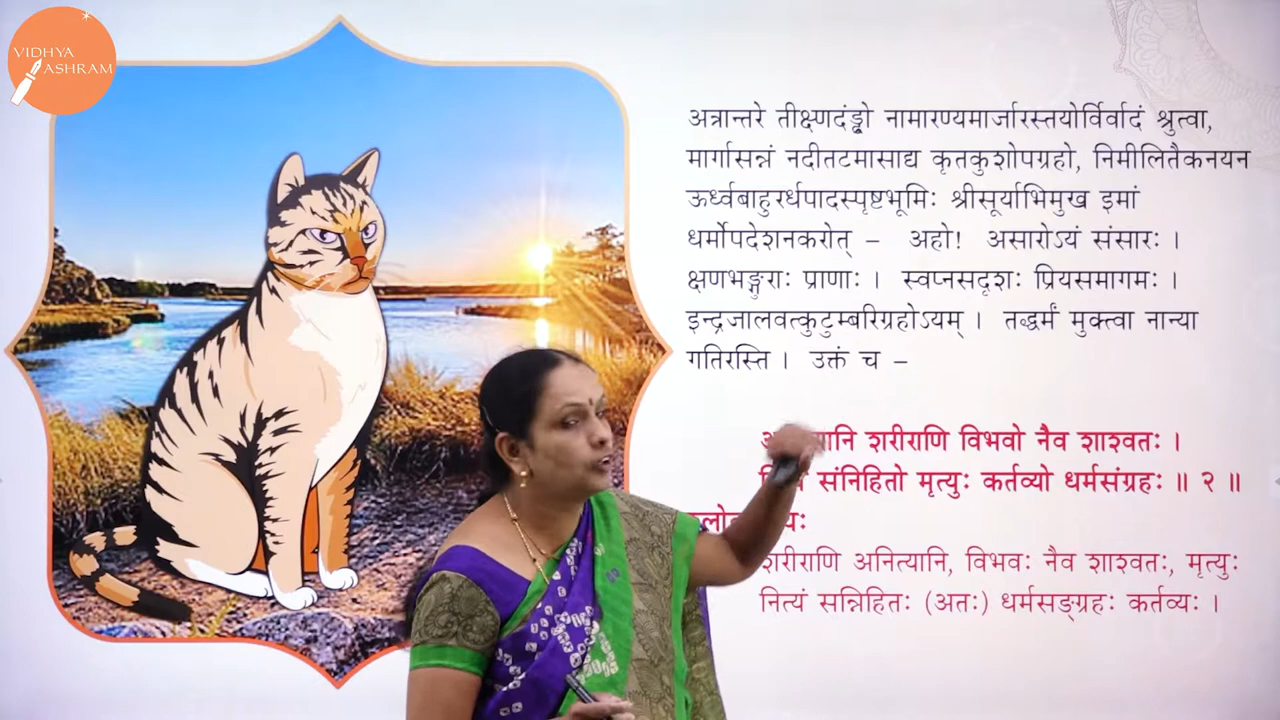 VIDHYA
ASHRAM
अत्रान्तरे तीक्ष्णदंष्ट्रो नामारण्यमार्जारस्तयोर्विर्वादं श्रुत्वा,
मार्गासन्नं नदीतटमासाद्य कृतकुशोपग्रहो, निमीलितैकनयन
ऊर्ध्वबाहुरर्धपादस्पृष्टभूमिः श्रीसूर्याभिमुख इमां
धर्मोपदेशनकरोत् – अहो! असारोऽयं संसारः ।
क्षणभङ्गुराः प्राणाः । स्वप्नसदृशः प्रियसमागमः ।
इन्द्रजालवत्कुटुम्बरिग्रहोऽयम् । तद्धर्मं मुक्त्वा नान्या
गतिरस्ति । उक्तं च –
शरीराणि विभवो नैव शाश्वतः ।
संनिहितो मृत्युः कर्तव्यो धर्मसंग्रहः ॥ २ ॥
शरीराणि अनित्यानि, विभवः नैव शाश्वतः, मृत्युः
नित्यं सन्निहितः (अतः) धर्मसङ्ग्रहः कर्तव्यः ।